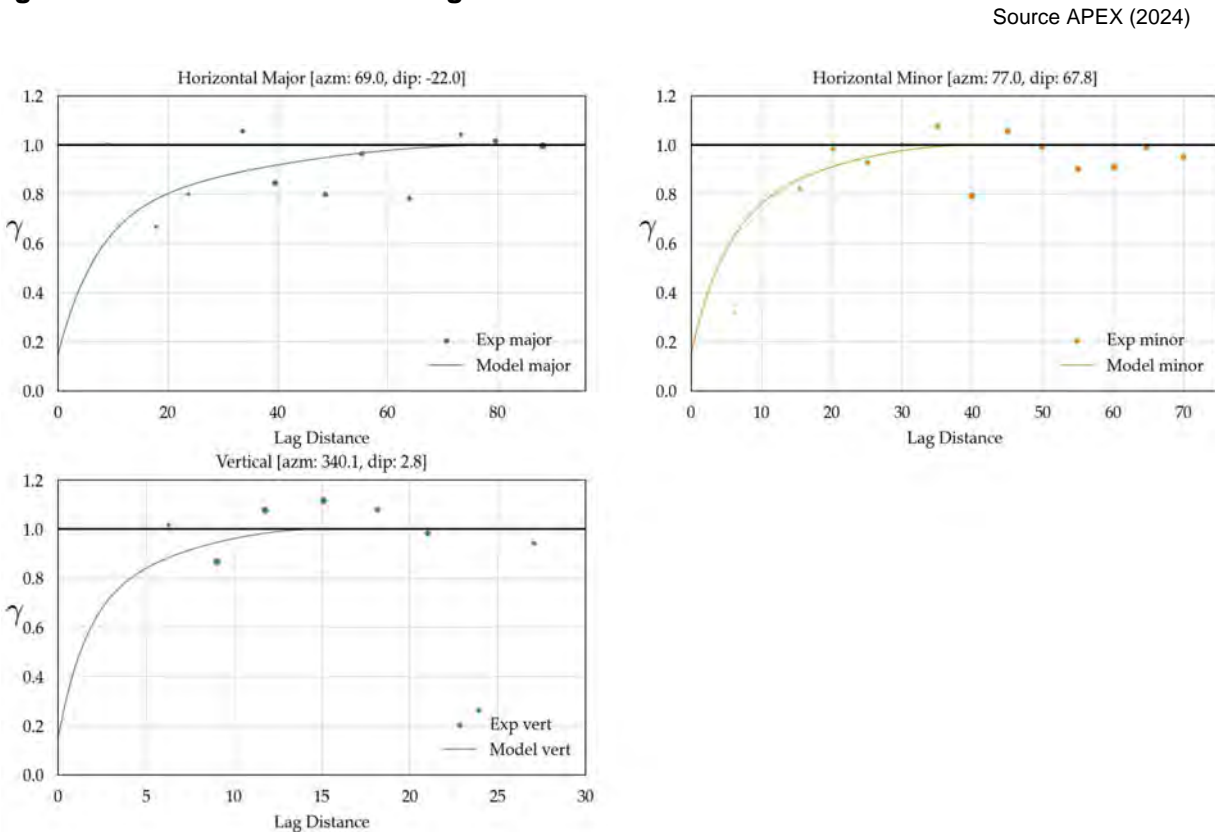 Source APEX (2024)
Horizontal Major [azm: 69.0, dip: -22.0]
1.2
1.0
0.8
γ
0.6
0.4
0.2
0.0
Exp major
Model major
0 20 40 60 80
Lag Distance
Horizontal Minor [azm: 77.0, dip: 67.8]
1.2
1.0
0.8
γ
0.6
0.4
0.2
0.0
Exp minor
Model minor
0 10 20 30 40 50 60 70
Lag Distance
Vertical [azm: 340.1, dip: 2.8]
1.2
1.0
0.8
γ
0.6
0.4
0.2
0.0
Exp vert
Model vert
0 5 10 15 20 25 30
Lag Distance